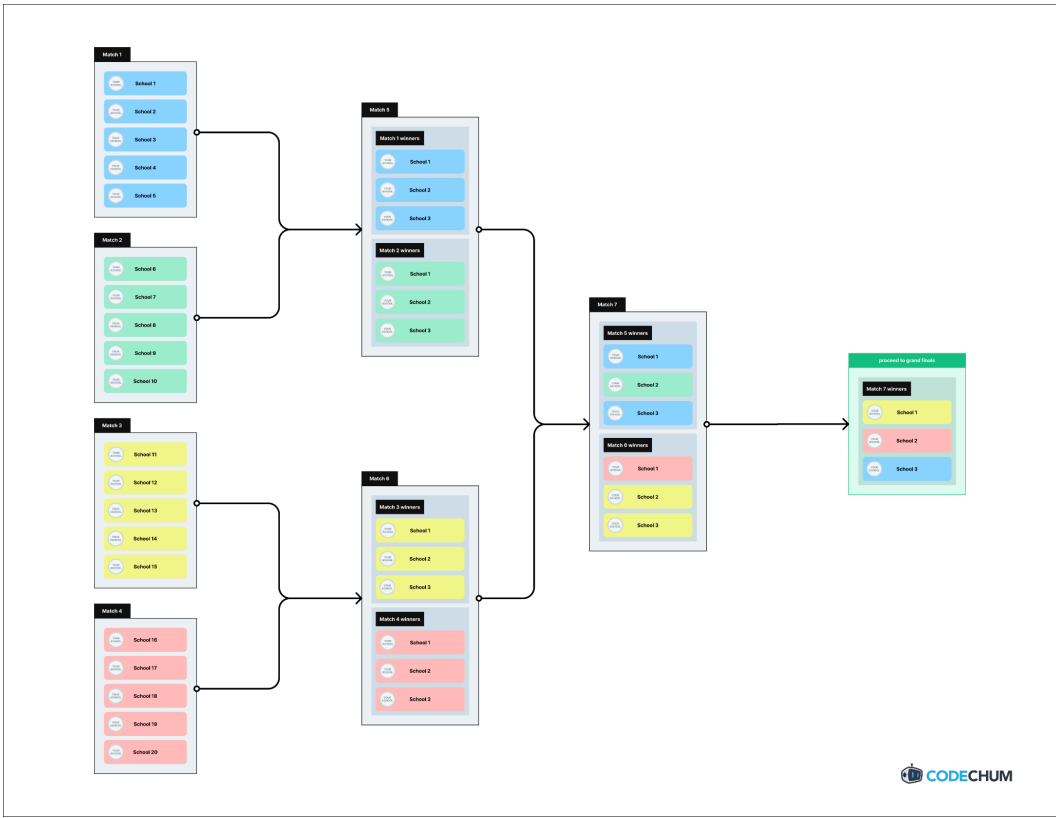 Match 1
School 1
School 2
School 3
School 4
School 5
Match 2
School 6
School 7
School 8
School 9
School 10
Match 3
School 11
School 12
School 13
School 14
School 15
Match 4
School 16
School 17
School 18
School 19
School 20
Match 5
Match 1 winners
School 1
School 2
School 3
Match 2 winners
School 1
School 2
School 3
Match 6
Match 3 winners
School 1
School 2
School 3
Match 4 winners
School 1
School 2
School 3
Match 7
Match 5 winners
School 1
School 2
School 3
Match 6 winners
School 1
School 2
School 3
proceed to grand finals
Match 7 winners
School 1
School 2
School 3
CODECHUM